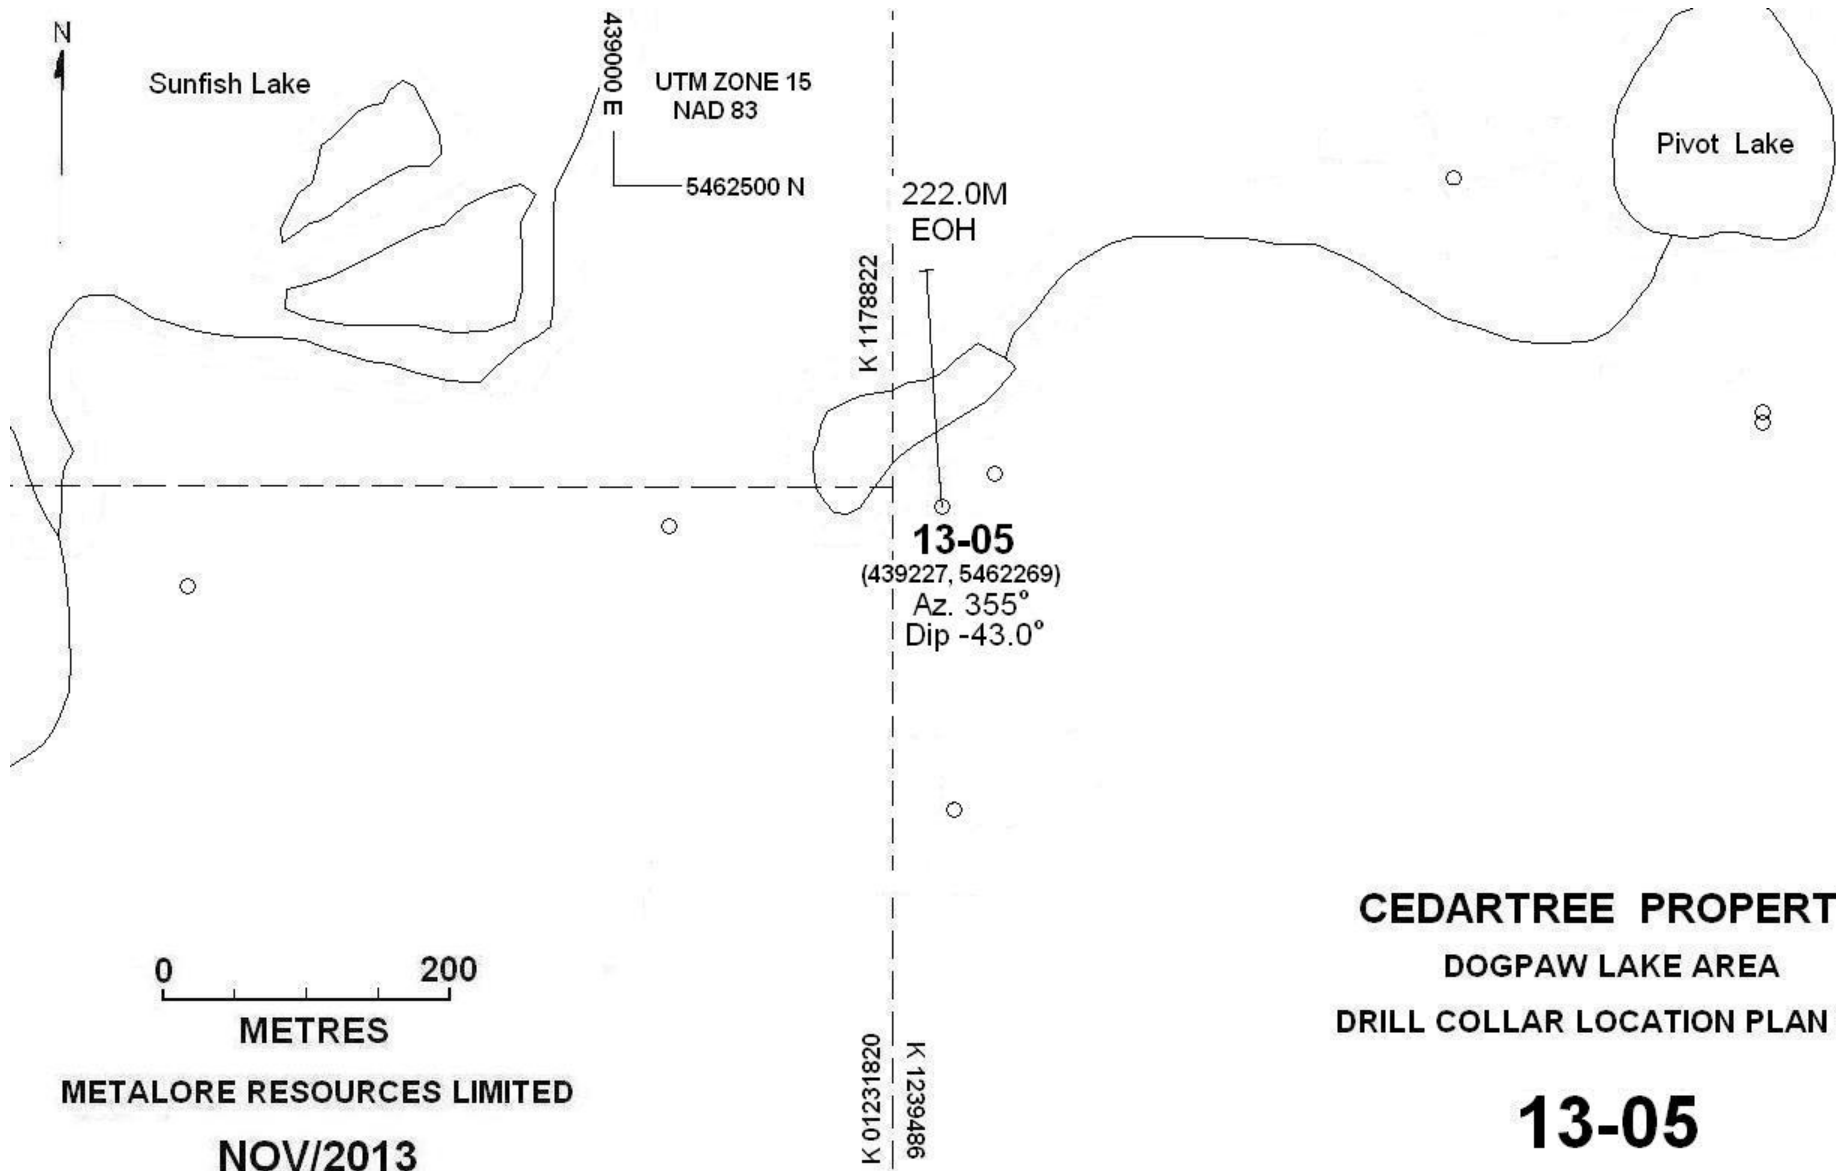 N
Sunfish Lake
439000 E
UTM ZONE 15
NAD 83
5462500 N
Pivot Lake
222.0M
EOH
K 1178822
13-05
(439227, 5462269)
Az. 355°
Dip -43.0°
0 200
METRES
METALORE RESOURCES LIMITED
NOV/2013
K 01231820
K 1239486
CEDARTREE PROPERT
DOGPAW LAKE AREA
DRILL COLLAR LOCATION PLAN
13-05